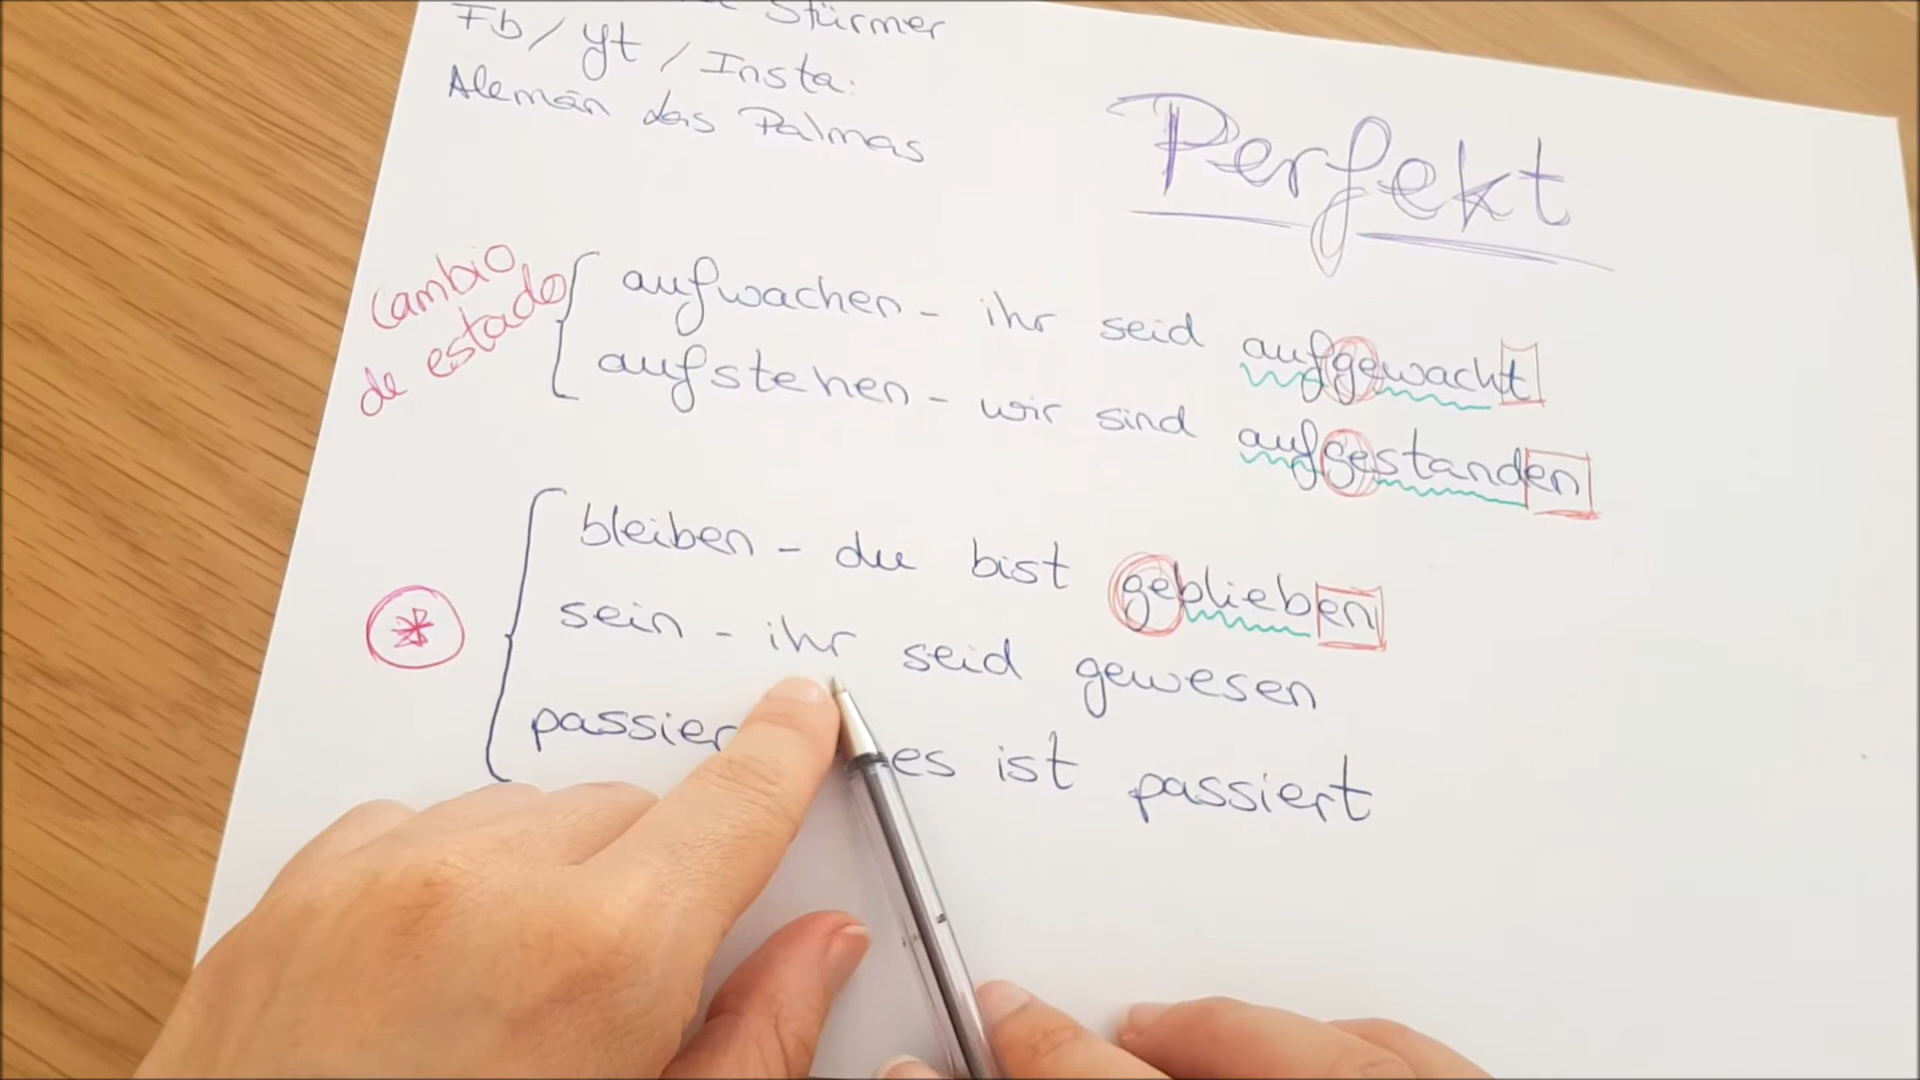 Stürmer
Fb / yt / Insta:
Alemán das Palmas
Perfekt
Cambio
de estado
aufwachen - ihr seid aufgewacht
aufstehen - wir sind aufgestanden
bleiben - du bist geblieben
sein - ihr seid gewesen
passier es ist passiert
*